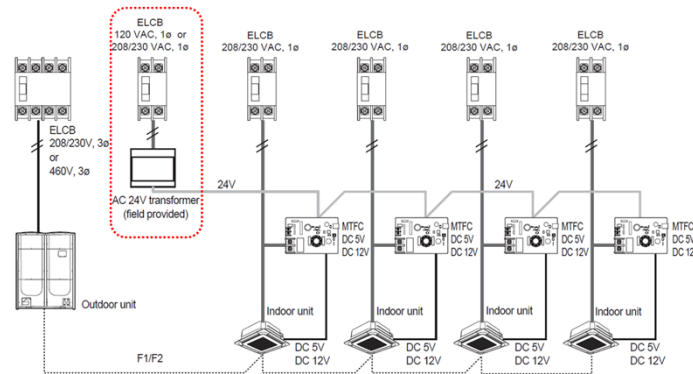 ELCB
120 VAC, 1ø or
208/230 VAC, 1ø
ELCB
208/230 VAC, 1ø
ELCB
208/230 VAC, 1ø
ELCB
208/230 VAC, 1ø
ELCB
208/230 VAC, 1ø
ELCB
208/230V, 3ø
or
460V, 3ø
AC 24V transformer
(field provided)
24V
24V
MTFC
DC 5V
DC 12V
MTFC
DC 5V
DC 12V
MTFC
DC 5V
DC 12V
MTFC
DC 5V
DC 12V
Outdoor unit
Indoor unit
Indoor unit
Indoor unit
Indoor unit
F1/F2
DC 5V
DC 12V
DC 5V
DC 12V
DC 5V
DC 12V
DC 5V
DC 12V